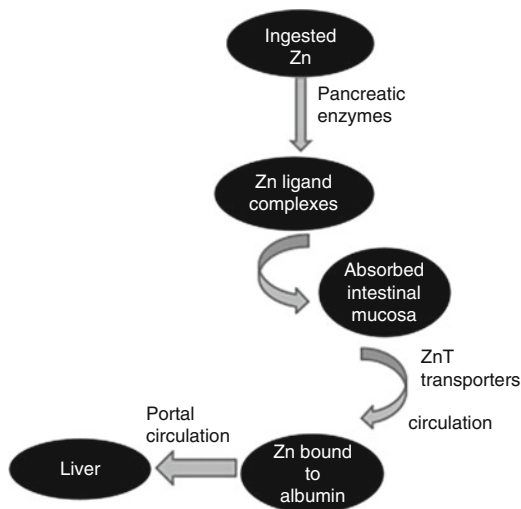 Ingested
Zn
Pancreatic
enzymes
Zn ligand
complexes
Absorbed
intestinal
mucosa
ZnT
transporters
circulation
Portal
circulation
Zn bound
to
albumin
Liver